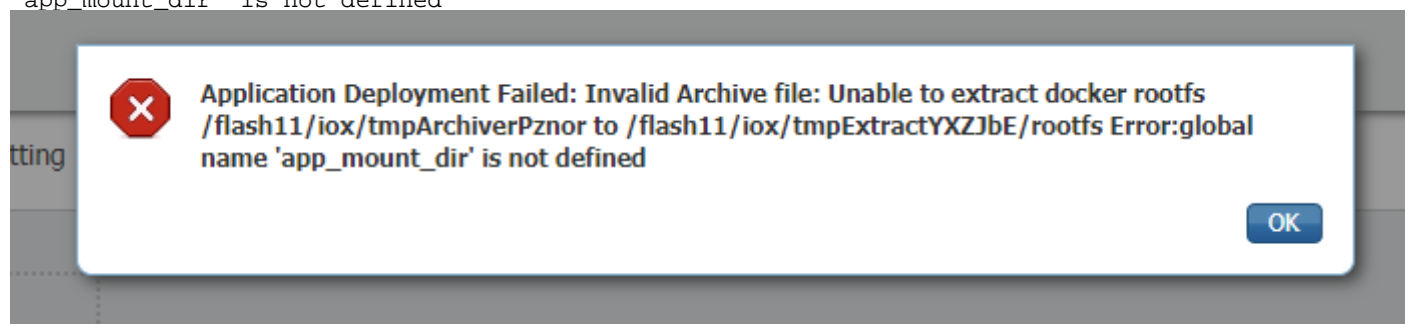 app_mount_dir' is not defined
Application Deployment Failed: Invalid Archive file: Unable to extract docker rootfs
/flash11/iox/tmpArchiverPznor to /flash11/iox/tmpExtractYXZJbE/rootfs Error:global
tting
name 'app_mount_dir' is not defined
OK